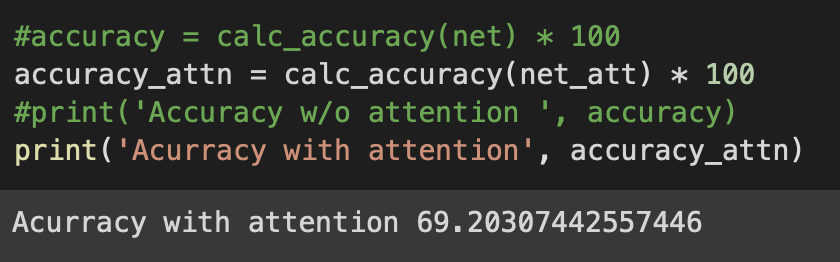 #accuracy = calc_accuracy(net) * 100
accuracy_attn = calc_accuracy(net_att) * 100
#print('Accuracy w/o attention ', accuracy)
print('Acurracy with attention', accuracy_attn)
Acurracy with attention 69.20307442557446